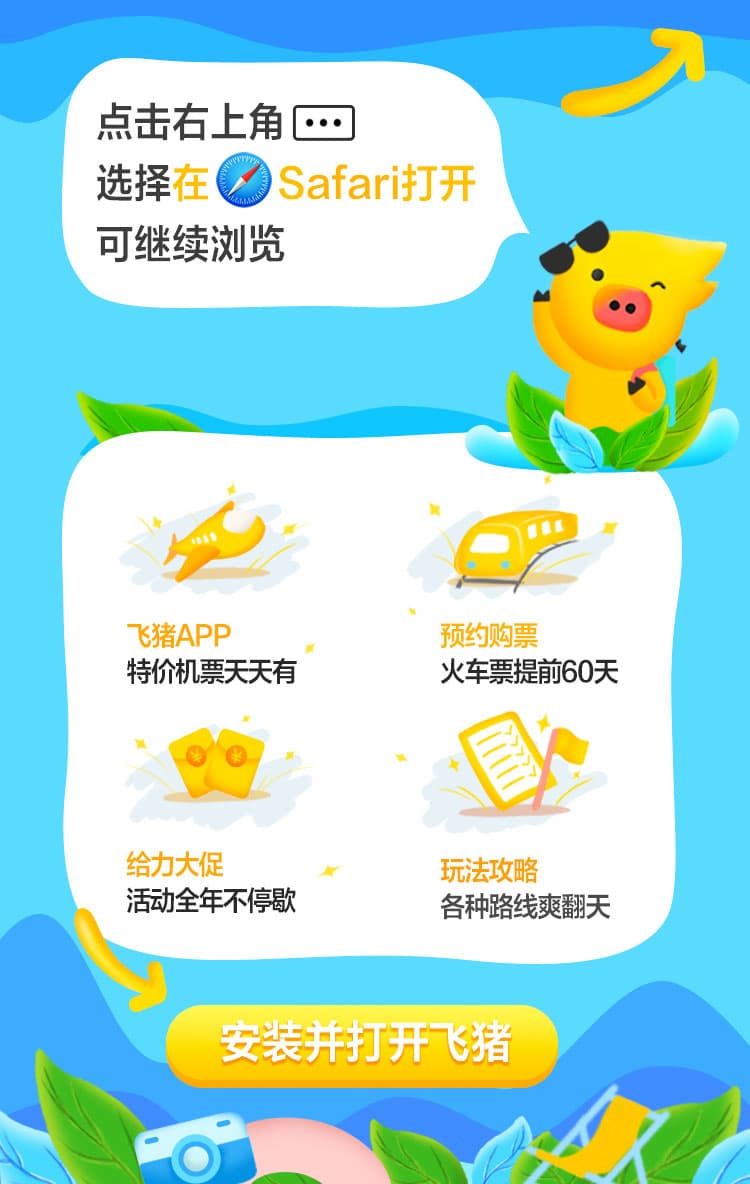 点击右上角
选择在Safari打开
可继续浏览
飞猪APP
特价机票天天有
预约购票
火车票提前60天
给力大促
活动全年不停歇
玩法攻略
各种路线爽翻天
安装并打开飞猪